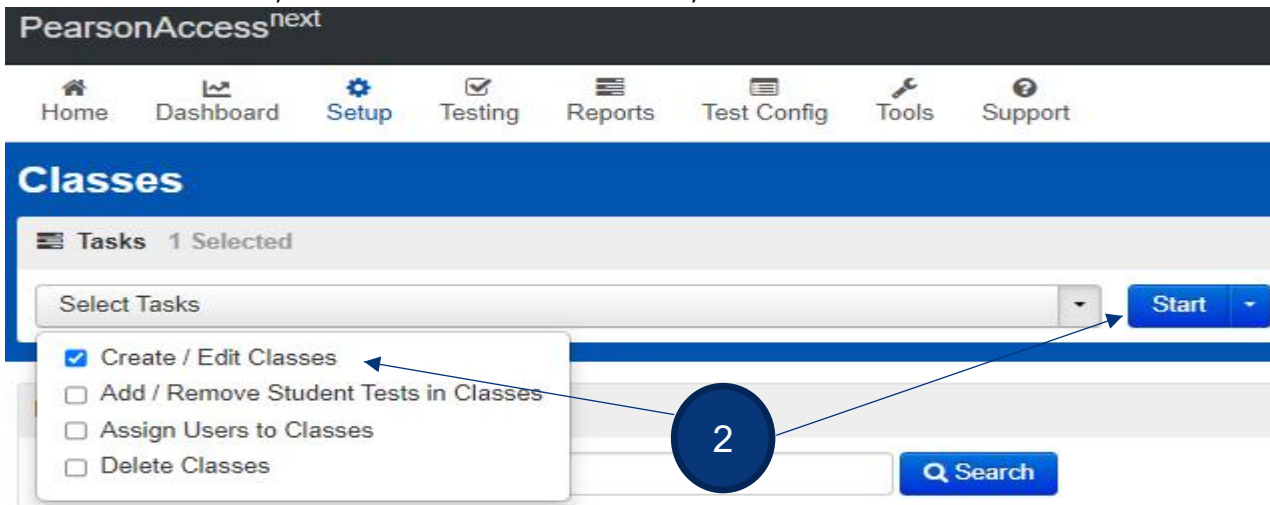 PearsonAccessnext
Home Dashboard Setup Testing Reports Test Config Tools Support
Classes
Tasks 1 Selected
Select Tasks Start
Create / Edit Classes
Add / Remove Student Tests in Classes
Assign Users to Classes
Delete Classes
2
Search